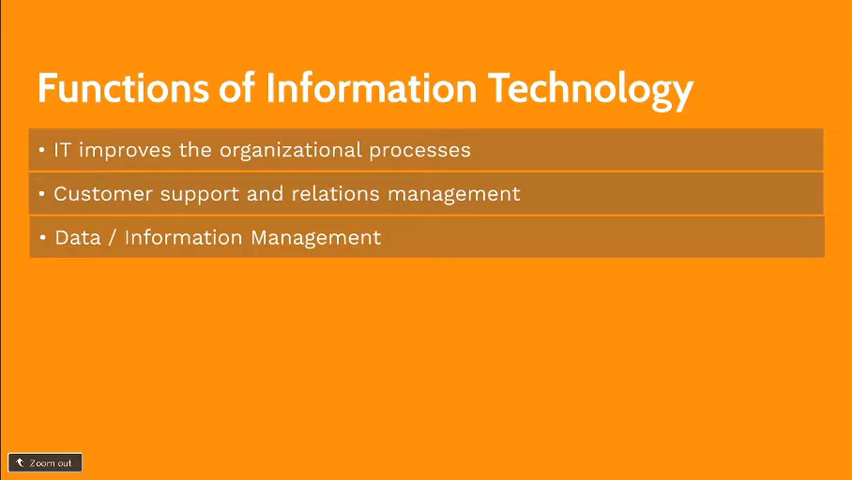 Functions of Information Technology
• IT improves the organizational processes
• Customer support and relations management
• Data / Information Management
Zoom out